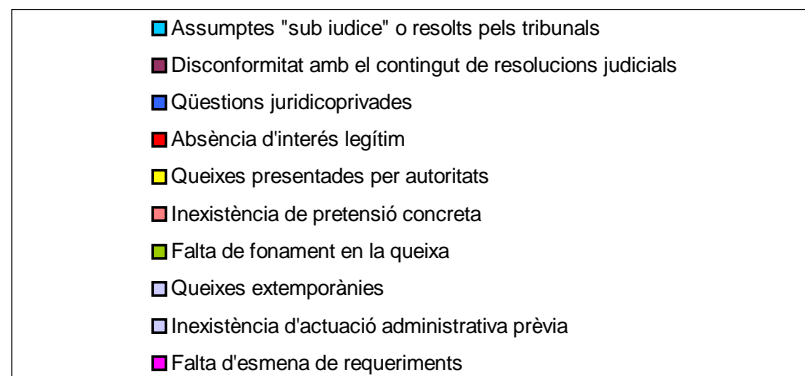 Assumptes "sub iudice" o resolts pels tribunals
Disconformitat amb el contingut de resolucions judicials
Qüestions juridicoprivades
Absència d'interés legítim
Queixes presentades per autoritats
Inexistència de pretensió concreta
Falta de fonament en la queixa
Queixes extemporànies
Inexistència d'actuació administrativa prèvia
Falta d'esmena de requeriments